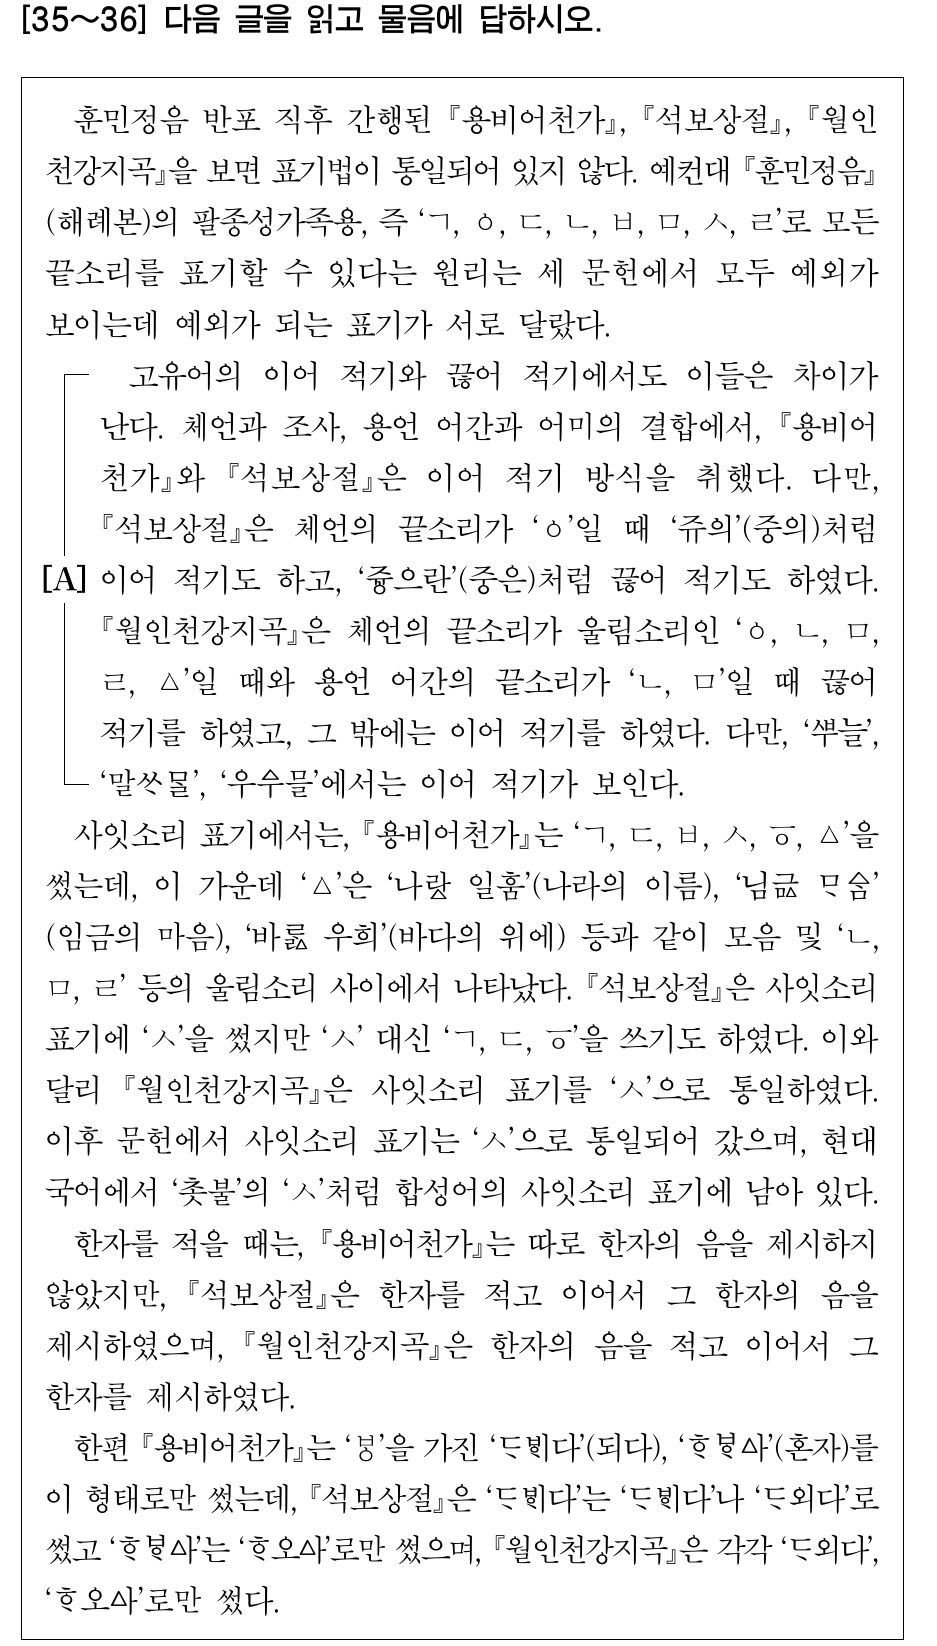 [35~36] 다음 글을 읽고 물음에 답하시오.
훈민정음 반포 직후 간행된 『용비어천가』, 『석보상절』, 『월인
천강지곡』을 보면 표기법이 통일되어 있지 않다. 예컨대 『훈민정음』
(해례본)의 팔종성가족용, 즉 ‘ㄱ, ㆁ, ㄷ, ㄴ, ㅂ, ㅁ, ㅅ, ㄹ’로 모든
끝소리를 표기할 수 있다는 원리는 세 문헌에서 모두 예외가
보이는데 예외가 되는 표기가 서로 달랐다.
고유어의 이어 적기와 끊어 적기에서도 이들은 차이가
난다. 체언과 조사, 용언 어간과 어미의 결합에서, 『용비어
천가』와 『석보상절』은 이어 적기 방식을 취했다. 다만,
『석보상절』은 체언의 끝소리가 ‘ㆁ’일 때 ‘쥬ᅌᅴ’(중의)처럼
[A] 이어 적기도 하고, ‘쥬ᇰ으란’(중은)처럼 끊어 적기도 하였다.
『월인천강지곡』은 체언의 끝소리가 울림소리인 ‘ㆁ, ㄴ, ㅁ,
ㄹ, ㅿ’일 때와 용언 어간의 끝소리가 ‘ㄴ, ㅁ’일 때 끊어
적기를 하였고, 그 밖에는 이어 적기를 하였다. 다만, ‘ᄲᅮ늘’,
‘말ᄊᆞᄆᆞᆯ’, ‘우ᅀᅮ믈’에서는 이어 적기가 보인다.
사잇소리 표기에서는, 『용비어천가』는 ‘ㄱ, ㄷ, ㅂ, ㅅ, ㆆ, ㅿ’을
썼는데, 이 가운데 ‘ㅿ’은 ‘나랏 일훔’(나라의 이름), ‘님금ᇫ ᄆᆞᅀᆞᆷ’
(임금의 마음), ‘바ᄅᆞᆳ 우희’(바다의 위에) 등과 같이 모음 및 ‘ㄴ,
ㅁ, ㄹ’ 등의 울림소리 사이에서 나타났다. 『석보상절』은 사잇소리
표기에 ‘ㅅ’을 썼지만 ‘ㅅ’ 대신 ‘ㄱ, ㄷ, ㆆ’을 쓰기도 하였다. 이와
달리 『월인천강지곡』은 사잇소리 표기를 ‘ㅅ’으로 통일하였다.
이후 문헌에서 사잇소리 표기는 ‘ㅅ’으로 통일되어 갔으며, 현대
국어에서 ‘촛불’의 ‘ㅅ’처럼 합성어의 사잇소리 표기에 남아 있다.
한자를 적을 때는, 『용비어천가』는 따로 한자의 음을 제시하지
않았지만, 『석보상절』은 한자를 적고 이어서 그 한자의 음을
제시하였으며, 『월인천강지곡』은 한자의 음을 적고 이어서 그
한자를 제시하였다.
한편 『용비어천가』는 ‘ㅸ’을 가진 ‘ᄃᆞᄫᆡ다’(되다), ‘ᄒᆞᄫᆞᅀᅡ’(혼자)를
이 형태로만 썼는데, 『석보상절』은 ‘ᄃᆞᄫᆡ다’는 ‘ᄃᆞᄫᆡ다’나 ‘ᄃᆞ외다’로
썼고 ‘ᄒᆞᄫᆞᅀᅡ’는 ‘ᄒᆞ오ᅀᅡ’로만 썼으며, 『월인천강지곡』은 각각 ‘ᄃᆞ외다’,
‘ᄒᆞ오ᅀᅡ’로만 썼다.